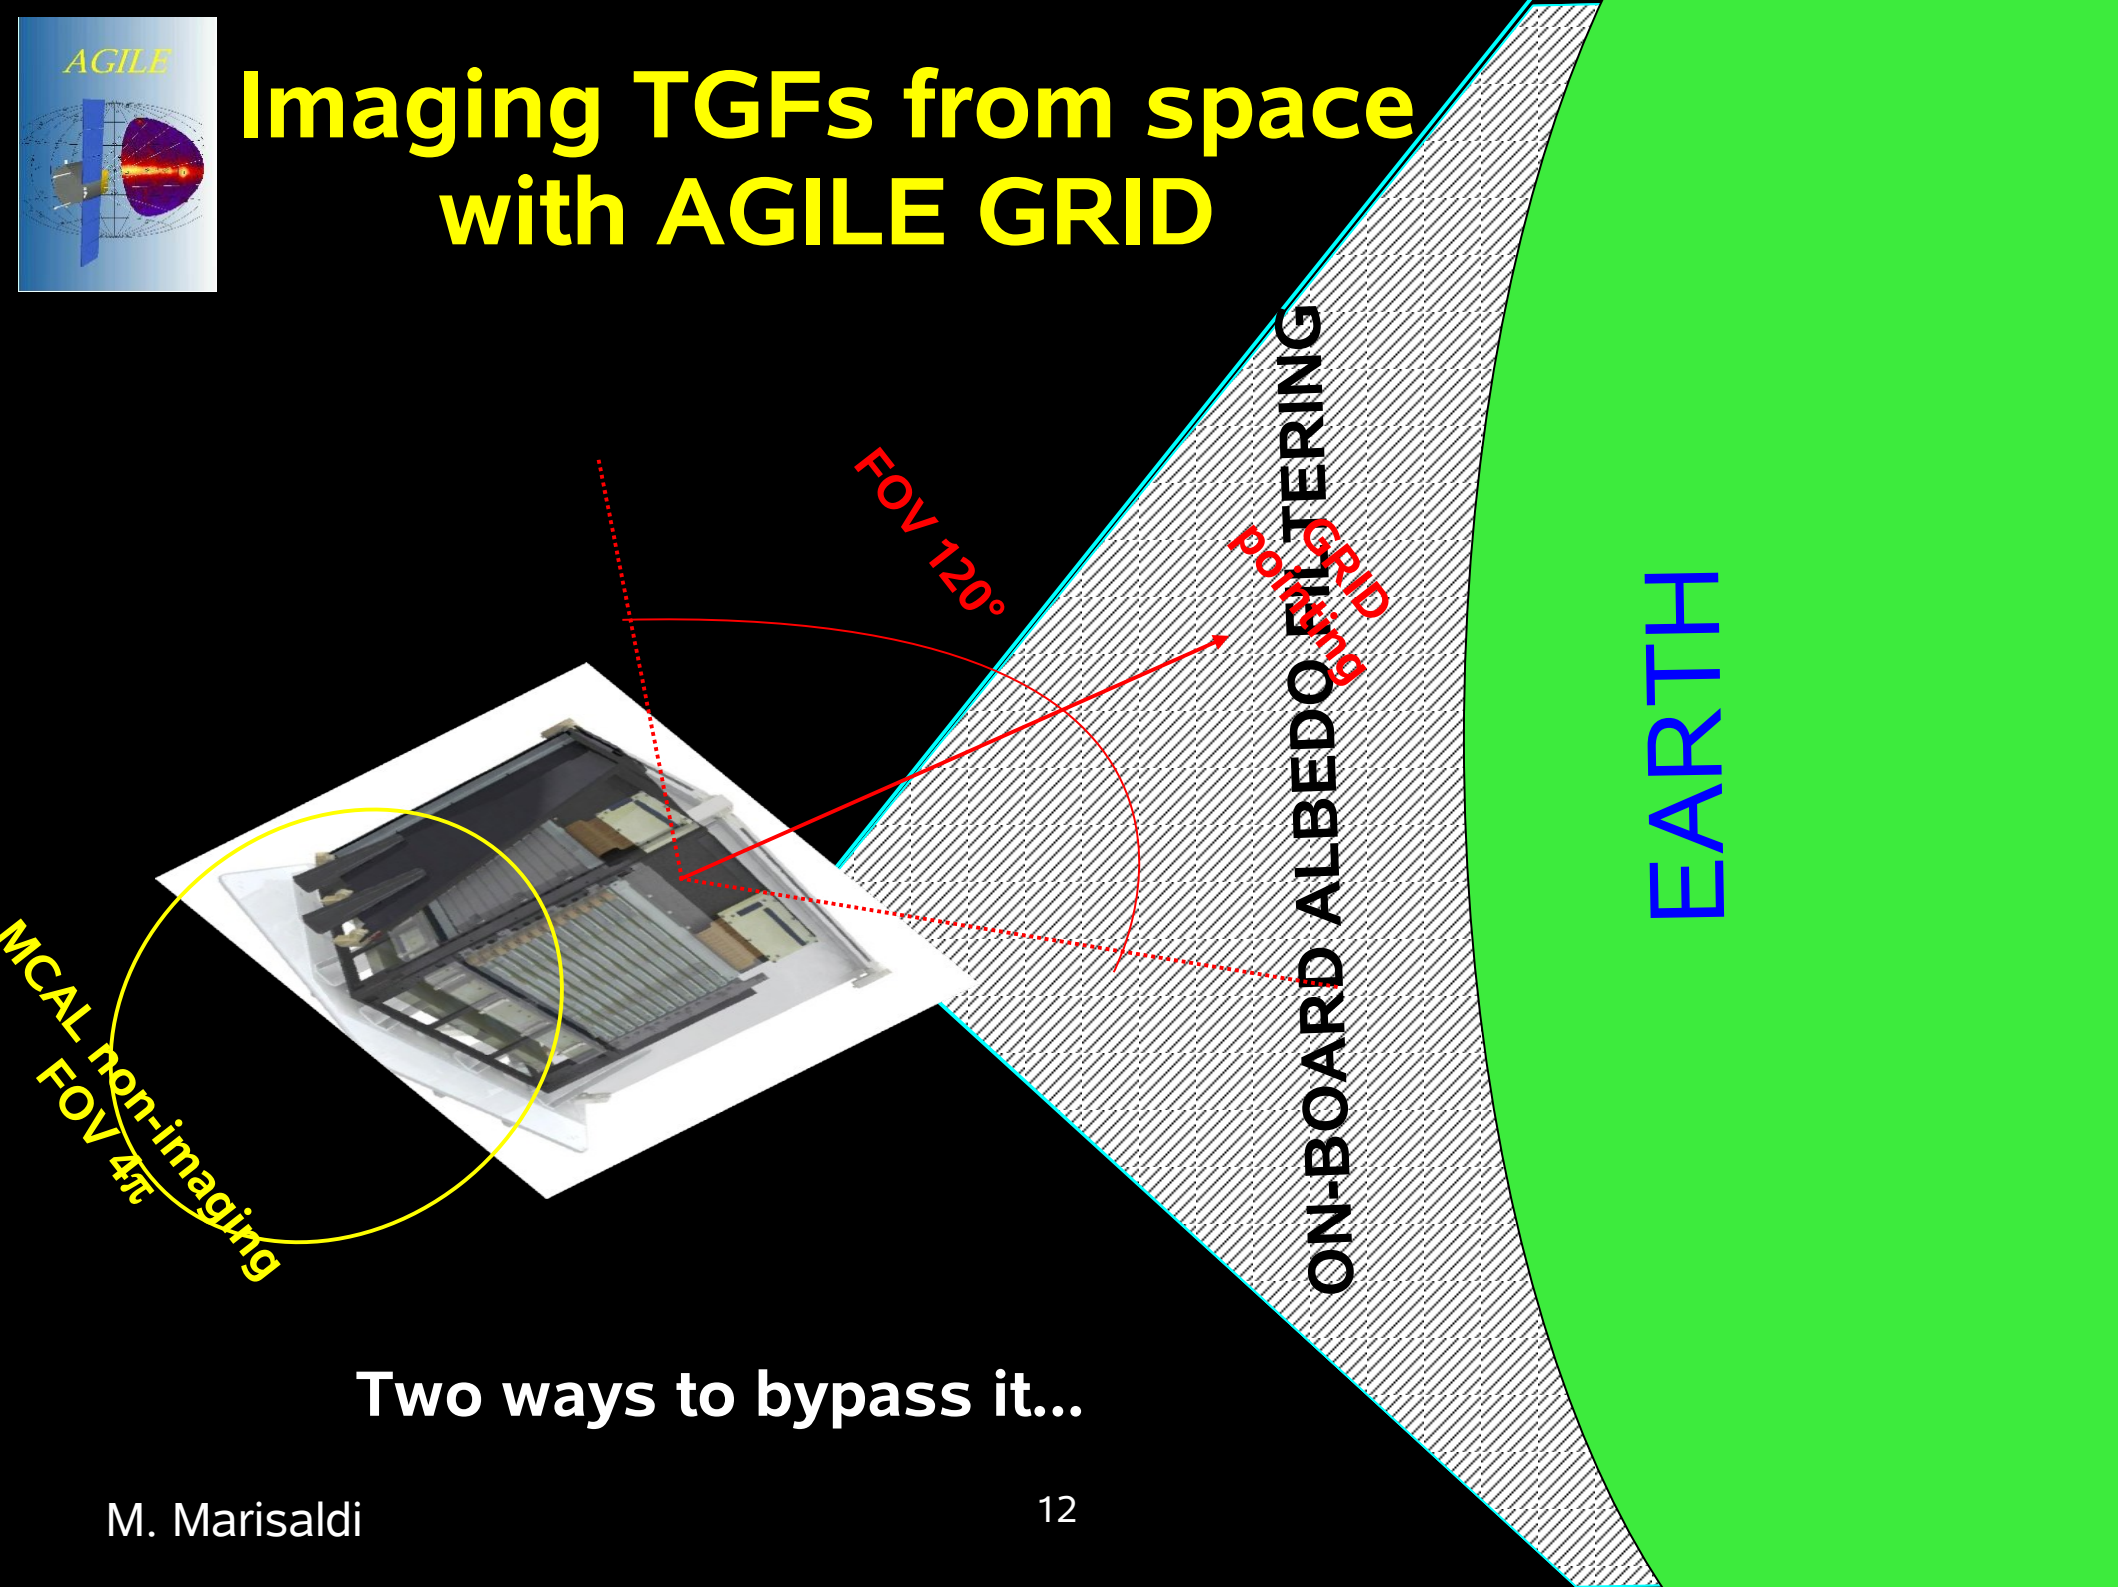 AGILE
Imaging TGFs from space
with AGILE GRID
FOV 120°
GRID
pointing
ON-BOARD ALBEDO FILTERING
EARTH
MCAL non-imaging
FOV 4π
Two ways to bypass it...
M. Marisaldi
12